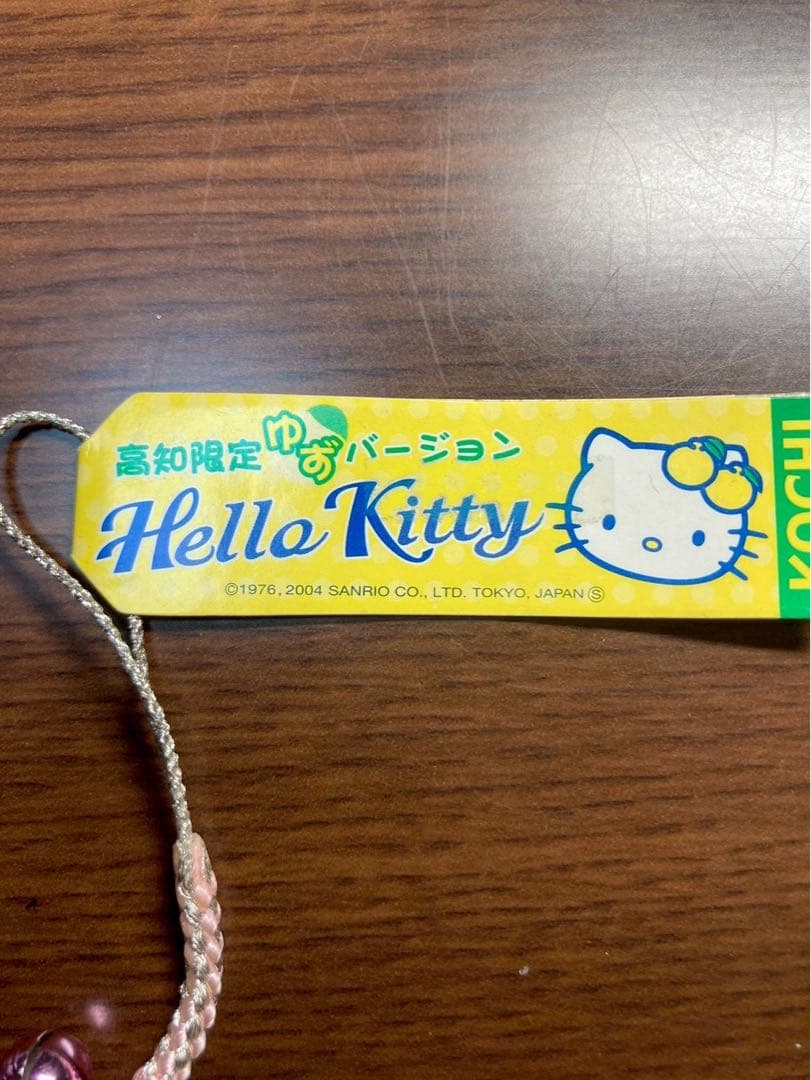 高知限定ゆずバージョン
Hello Kitty
©1976, 2004 SANRIO CO., LTD. TOKYO, JAPAN Ⓢ
KOCHI